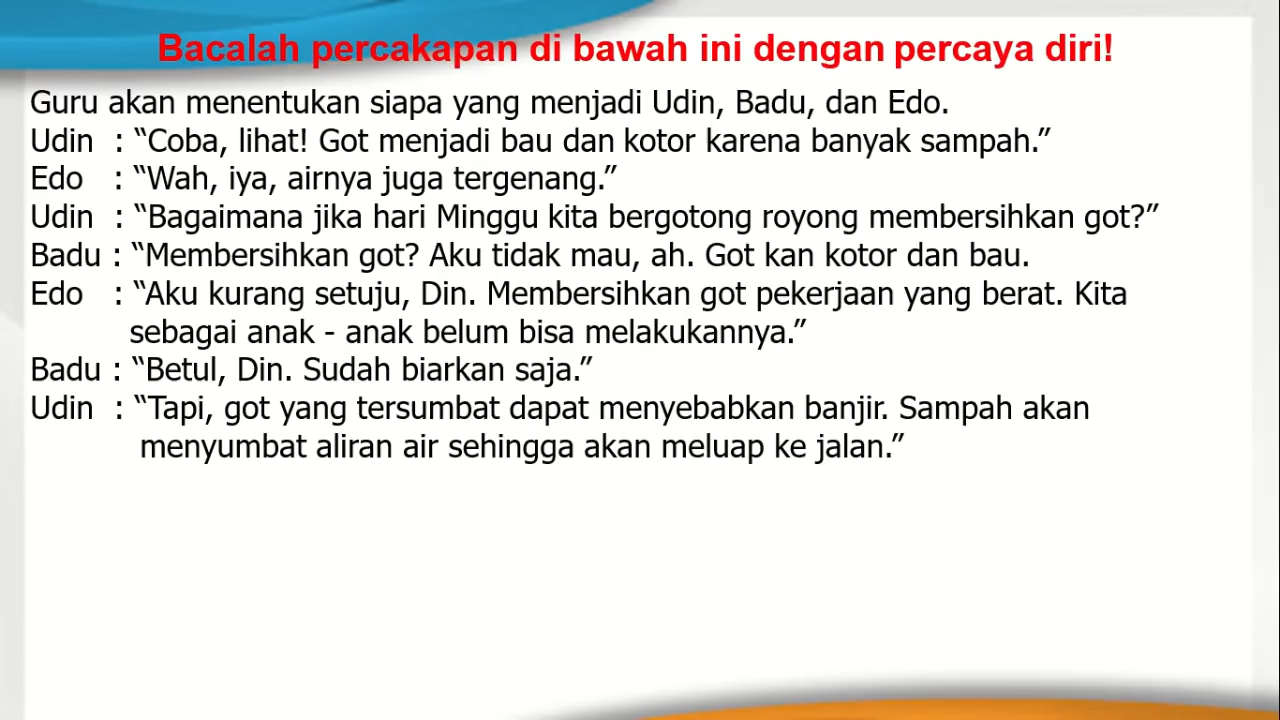 Bacalah percakapan di bawah ini dengan percaya diri!
Guru akan menentukan siapa yang menjadi Udin, Badu, dan Edo.
Udin : “Coba, lihat! Got menjadi bau dan kotor karena banyak sampah.”
Edo : “Wah, iya, airnya juga tergenang.”
Udin : “Bagaimana jika hari Minggu kita bergotong royong membersihkan got?”
Badu : “Membersihkan got? Aku tidak mau, ah. Got kan kotor dan bau.
Edo : “Aku kurang setuju, Din. Membersihkan got pekerjaan yang berat. Kita
sebagai anak - anak belum bisa melakukannya.”
Badu : “Betul, Din. Sudah biarkan saja.”
Udin : “Tapi, got yang tersumbat dapat menyebabkan banjir. Sampah akan
menyumbat aliran air sehingga akan meluap ke jalan.”